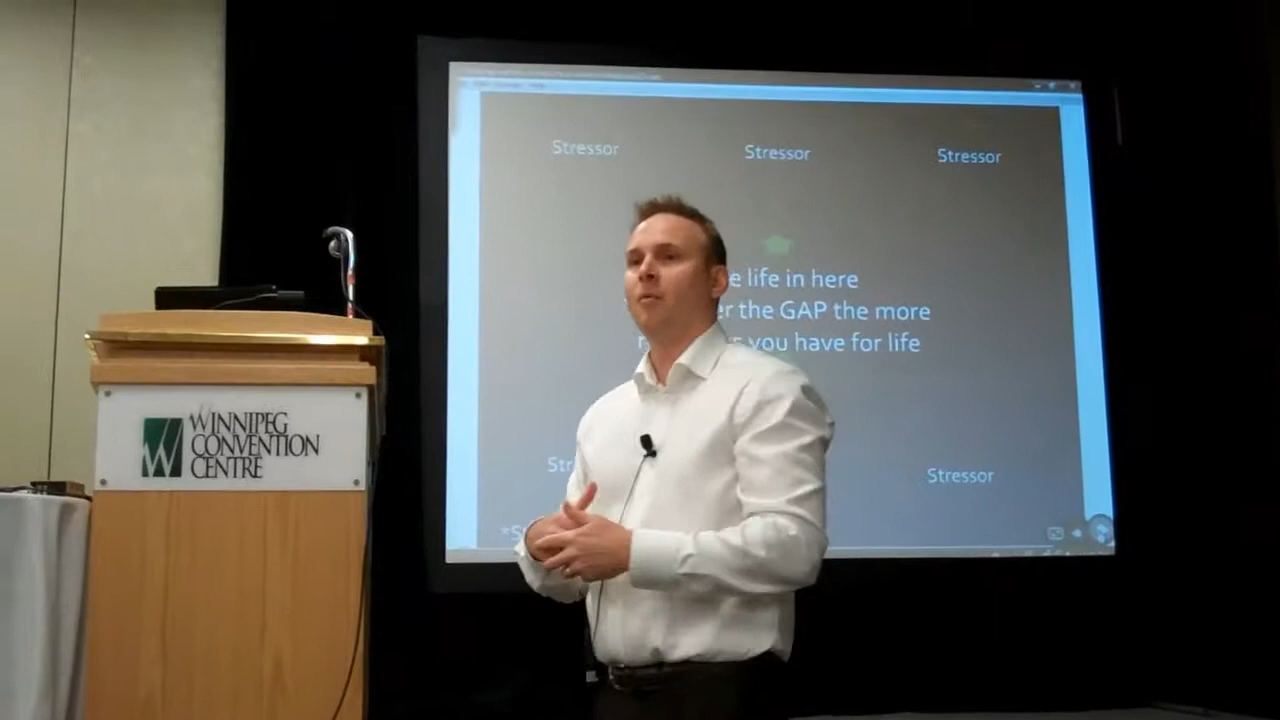 Stressor
Stressor
Stressor
life in here
the GAP the more
you have for life
Stressor
WINNIPEG
CONVENTION
CENTRE